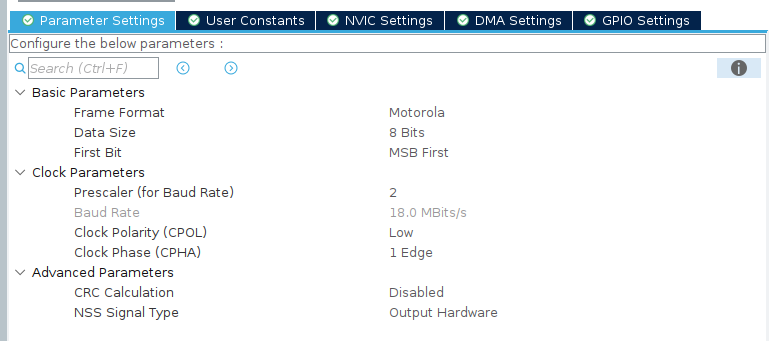 Parameter Settings User Constants NVIC Settings DMA Settings GPIO Settings
Configure the below parameters :
Search (Ctrl+F)
Basic Parameters
Frame Format Motorola
Data Size 8 Bits
First Bit MSB First
Clock Parameters
Prescaler (for Baud Rate) 2
Baud Rate 18.0 MBits/s
Clock Polarity (CPOL) Low
Clock Phase (CPHA) 1 Edge
Advanced Parameters
CRC Calculation Disabled
NSS Signal Type Output Hardware